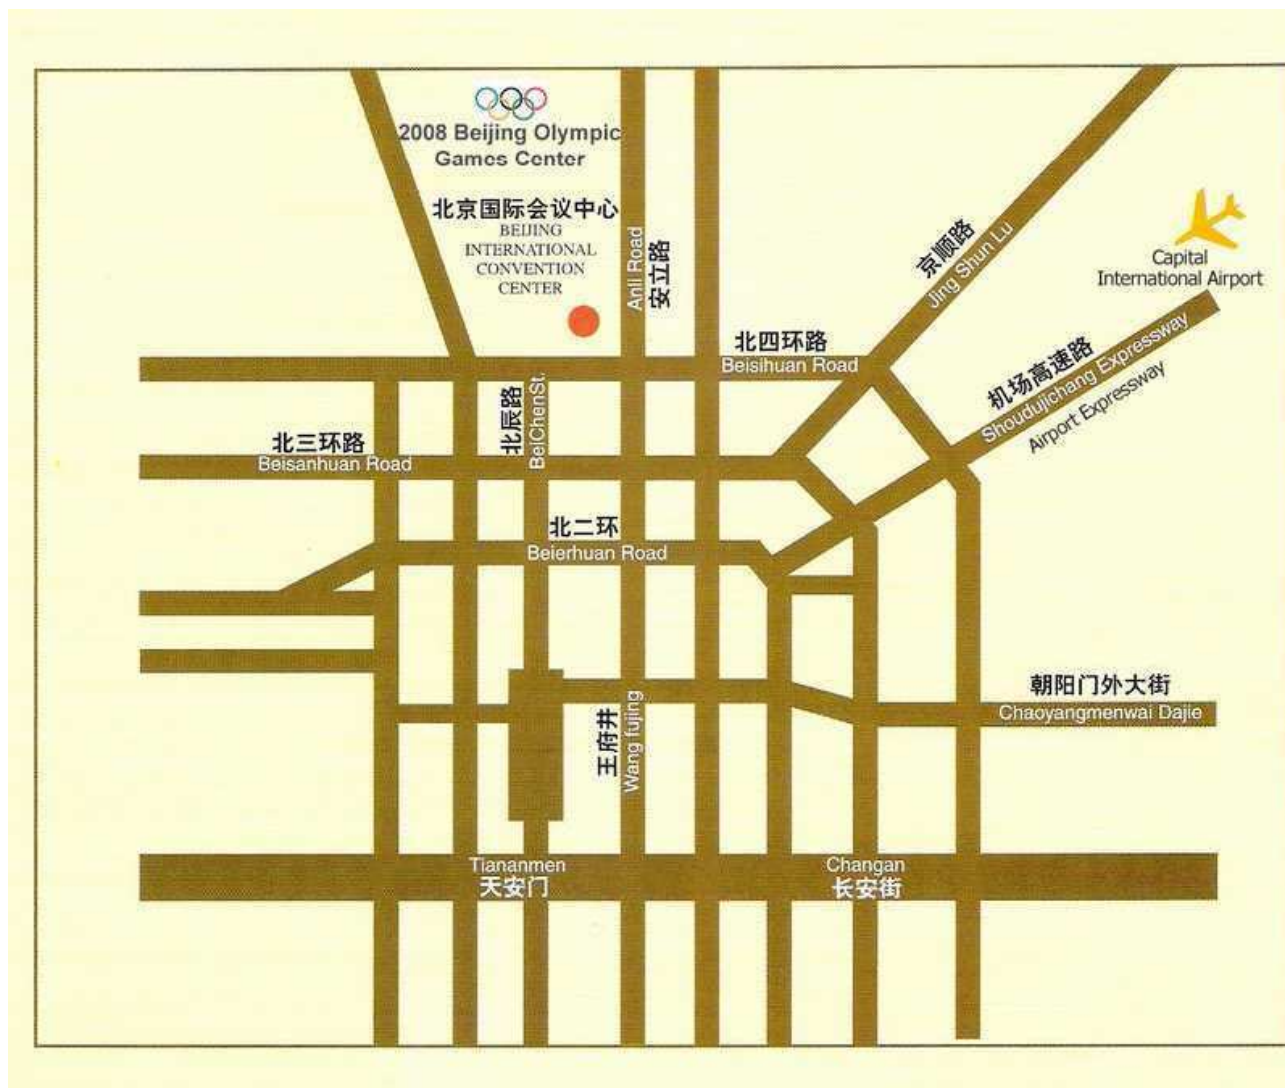 2008 Beijing Olympic
Games Center
北京国际会议中心
BEIJING
INTERNATIONAL
CONVENTION
CENTER
Anli Road
安立路
京顺路
Jing Shun Lu
Capital
International Airport
北四环路
Beisihuan Road
机场高速路
Shoudujichang Expressway
Airport Expressway
北辰路
BeiChenSt.
北三环路
Beisanhuan Road
北二环
Beierhuan Road
朝阳门外大街
Chaoyangmenwai Dajie
王府井
Wang fujing
Tiananmen
天安门
Changan
长安街